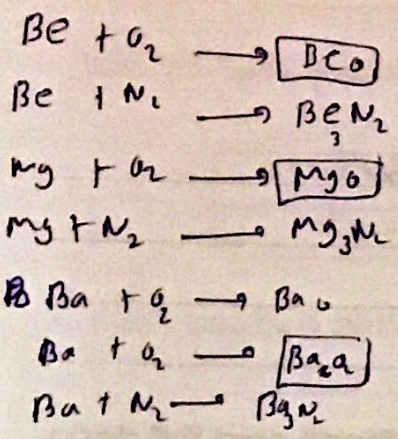 Be + O₂ → BeO
Be + N₂ → Be₃N₂
Mg + O₂ → MgO
Mg + N₂ → Mg₃N₂
Ba + O₂ → BaO
Ba + O₂ →
Ba + N₂ → Ba₃N₂